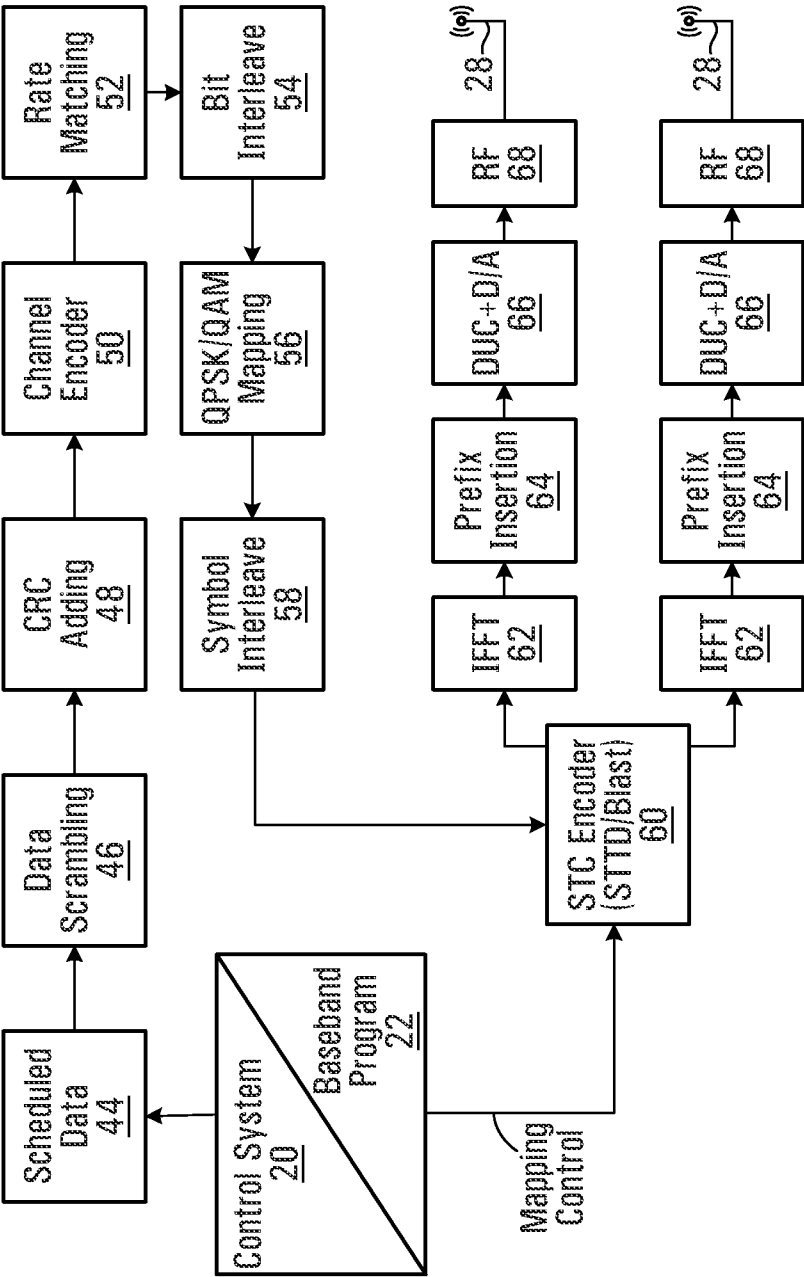 Scheduled
Data
44
Data
Scrambling
46
CRC
Adding
48
Channel
Encoder
50
Rate
Matching
52
Bit
Interleave
54
QPSK/QAM
Mapping
56
Symbol
Interleave
58
Control System
20
Baseband
Program
22
Mapping
Control
STC Encoder
(STTD/Blast)
60
IFFT
62
Prefix
Insertion
64
DUC+D/A
66
RF
68
28
IFFT
62
Prefix
Insertion
64
DUC+D/A
66
RF
68
28